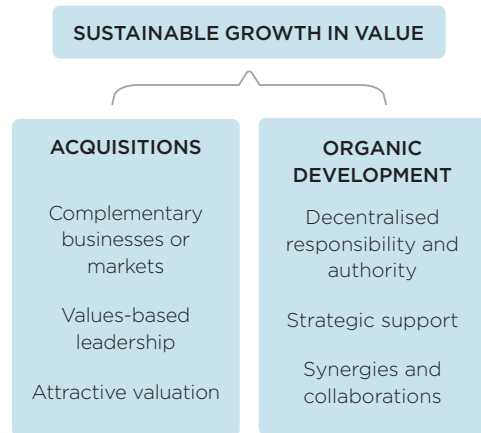 SUSTAINABLE GROWTH IN VALUE
ACQUISITIONS
Complementary
businesses or
markets
Values-based
leadership
Attractive valuation
ORGANIC
DEVELOPMENT
Decentralised
responsibility and
authority
Strategic support
Synergies and
collaborations